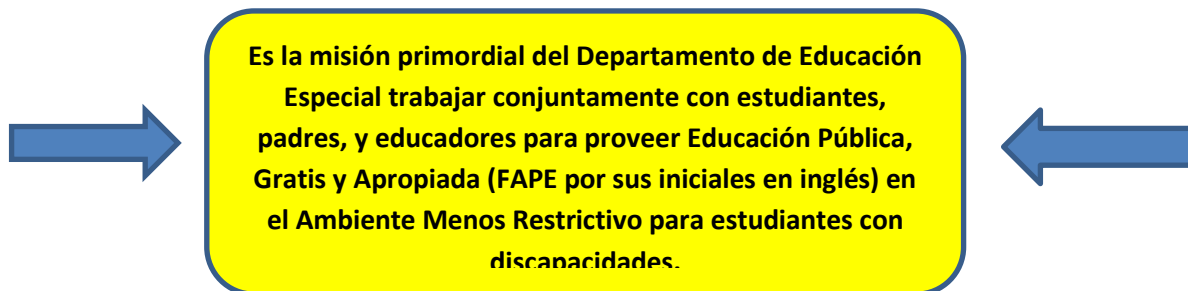 Es la misión primordial del Departamento de Educación
Especial trabajar conjuntamente con estudiantes,
padres, y educadores para proveer Educación Pública,
Gratis y Apropiada (FAPE por sus iniciales en inglés) en
el Ambiente Menos Restrictivo para estudiantes con
discapacidades.